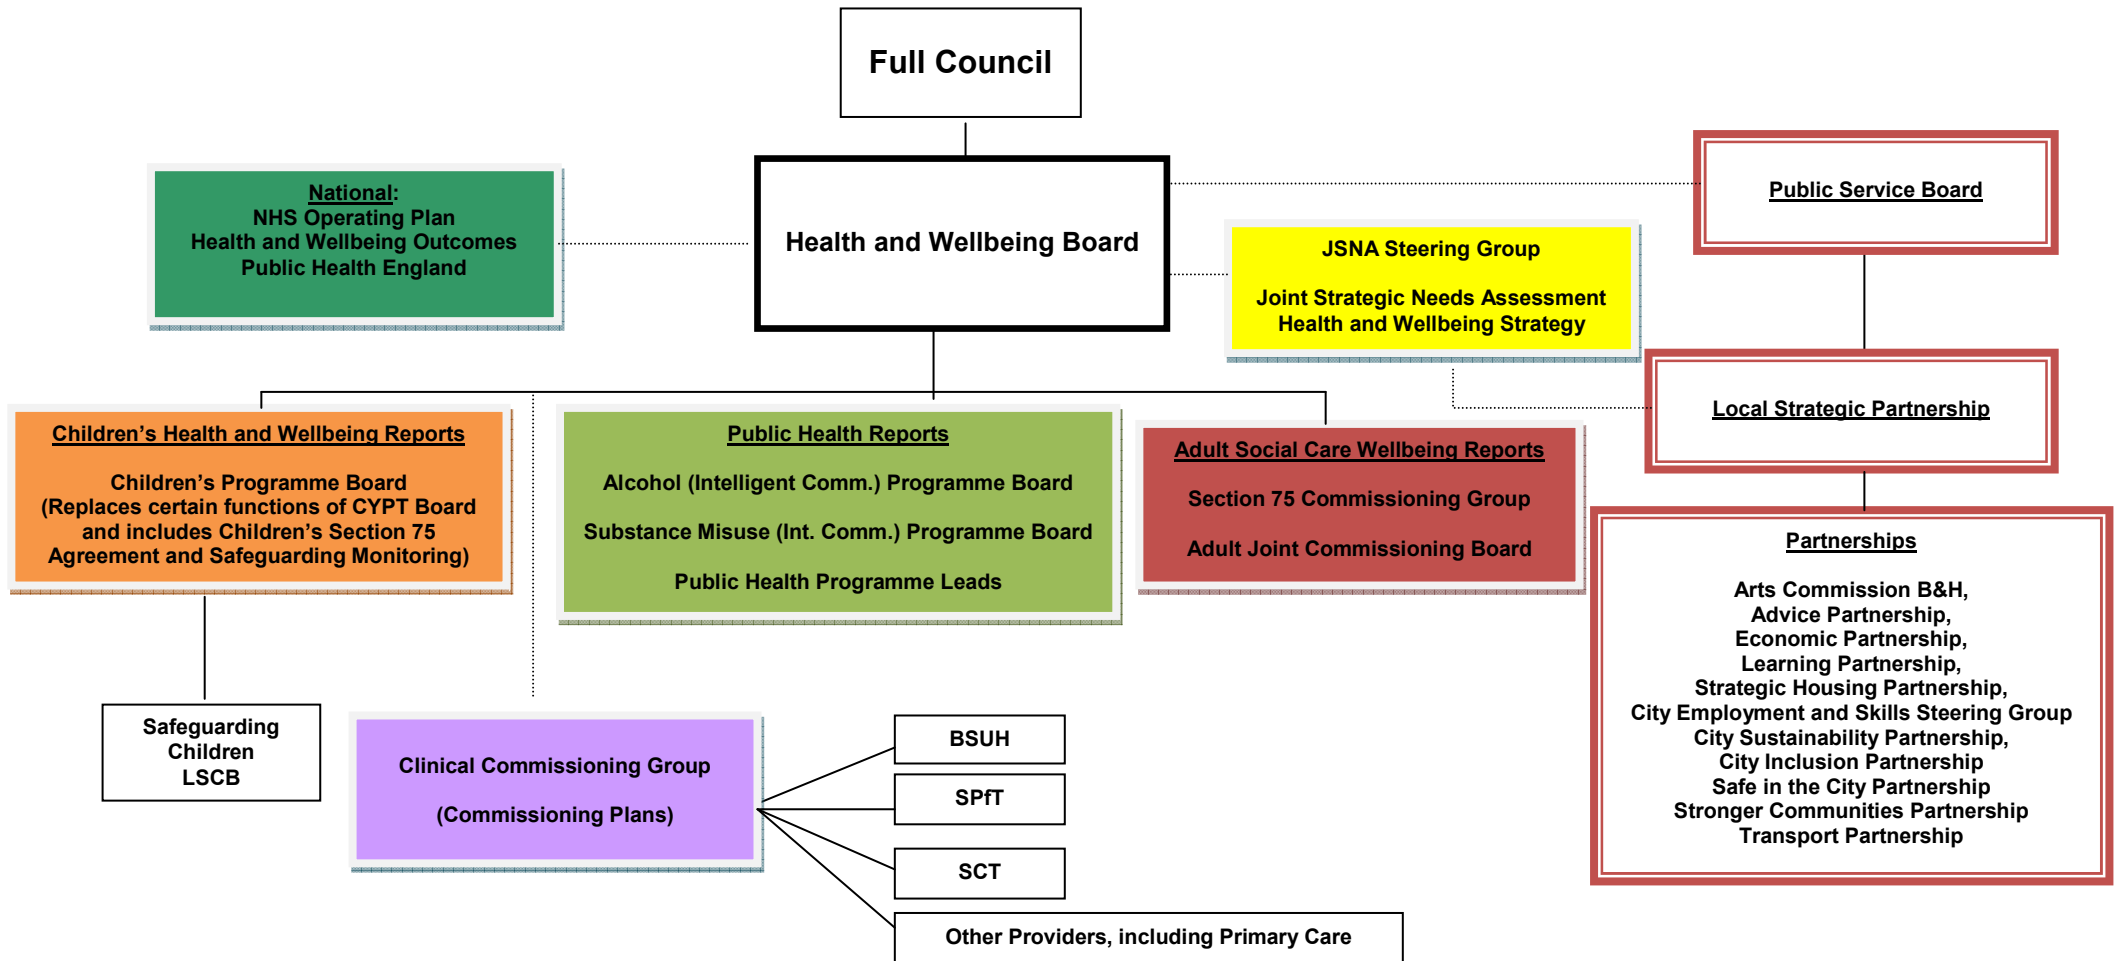 Full Council
National:
NHS Operating Plan
Health and Wellbeing Outcomes
Public Health England
Health and Wellbeing Board
Public Service Board
JSNA Steering Group
Joint Strategic Needs Assessment
Health and Wellbeing Strategy
Local Strategic Partnership
Children’s Health and Wellbeing Reports
Children’s Programme Board
(Replaces certain functions of CYPT Board
and includes Children’s Section 75
Agreement and Safeguarding Monitoring)
Public Health Reports
Alcohol (Intelligent Comm.) Programme Board
Substance Misuse (Int. Comm.) Programme Board
Public Health Programme Leads
Adult Social Care Wellbeing Reports
Section 75 Commissioning Group
Adult Joint Commissioning Board
Partnerships
Arts Commission B&H,
Advice Partnership,
Economic Partnership,
Learning Partnership,
Strategic Housing Partnership,
City Employment and Skills Steering Group
City Sustainability Partnership,
City Inclusion Partnership
Safe in the City Partnership
Stronger Communities Partnership
Transport Partnership
Safeguarding
Children
LSCB
Clinical Commissioning Group
(Commissioning Plans)
BSUH
SPfT
SCT
Other Providers, including Primary Care